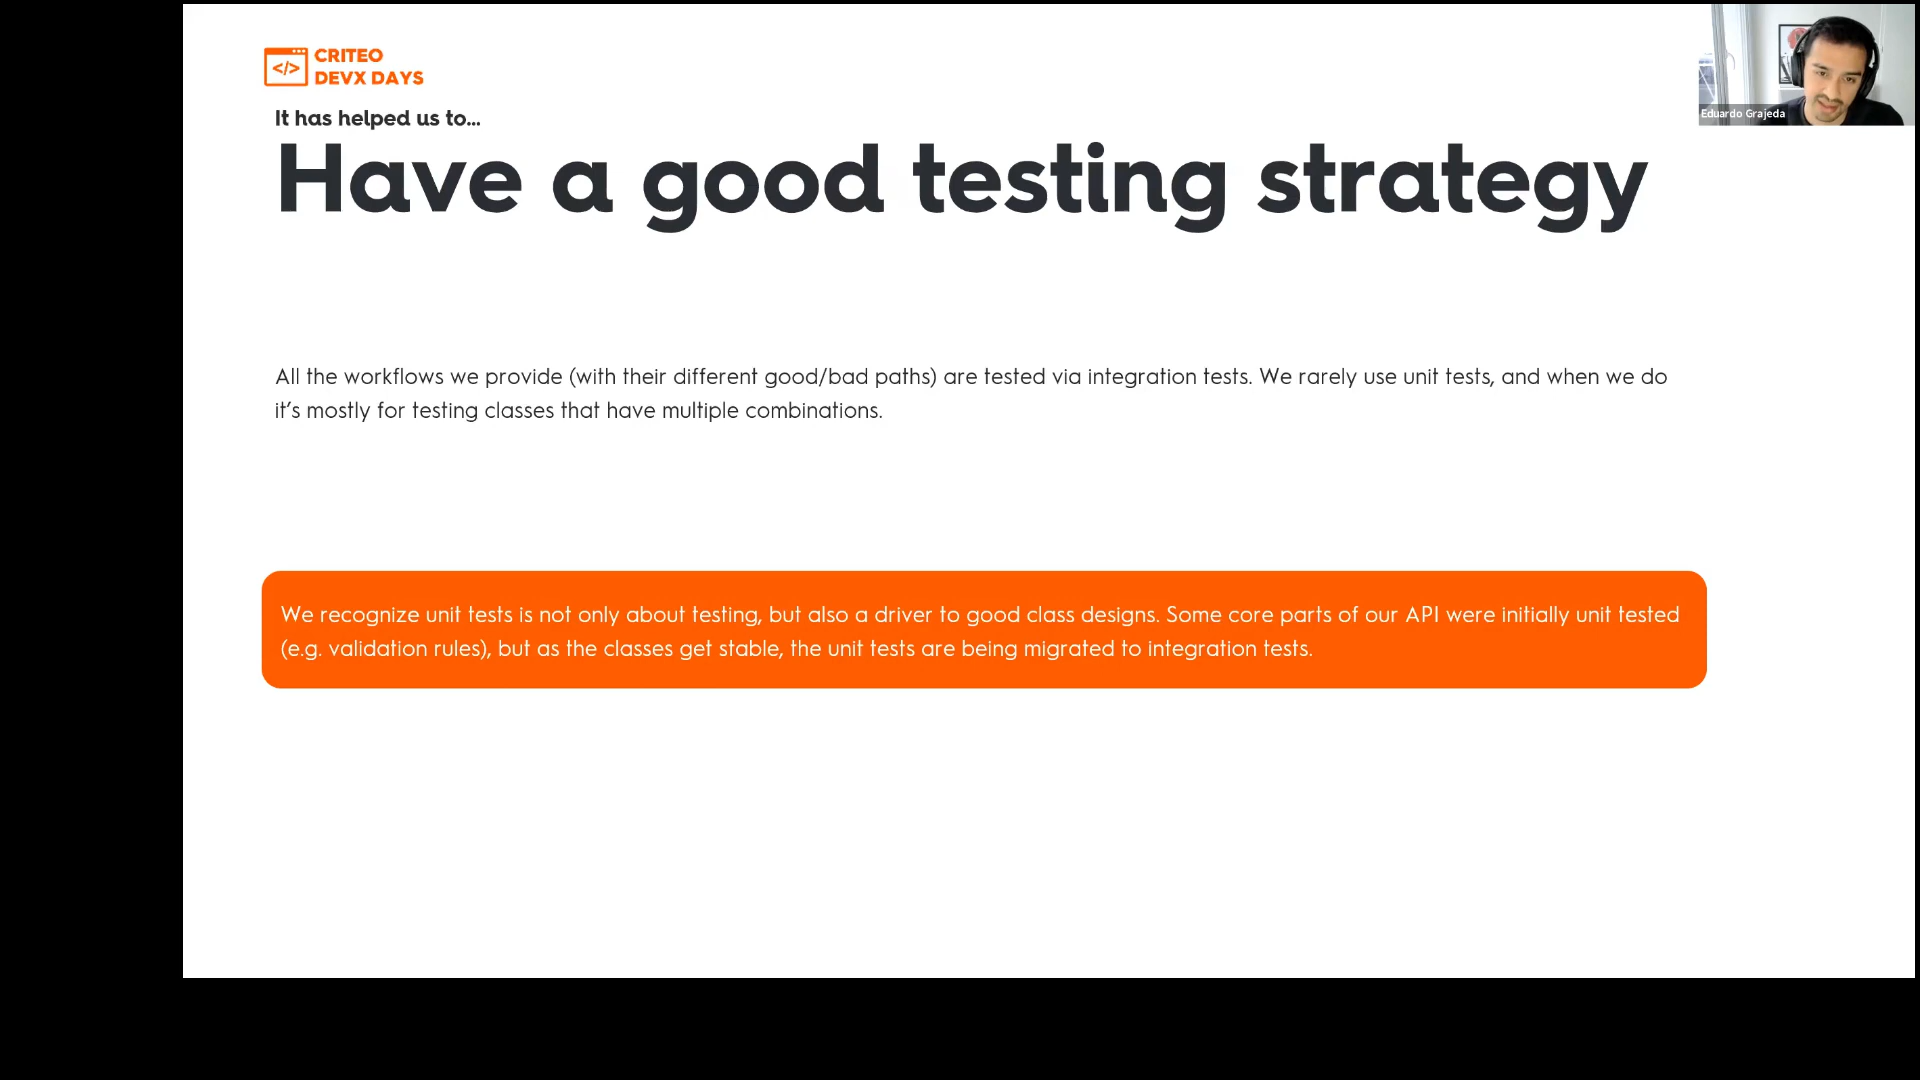 </>
CRITEO
DEVX DAYS
It has helped us to...
Have a good testing strategy
Eduardo Grajeda
All the workflows we provide (with their different good/bad paths) are tested via integration tests. We rarely use unit tests, and when we do
it’s mostly for testing classes that have multiple combinations.
We recognize unit tests is not only about testing, but also a driver to good class designs. Some core parts of our API were initially unit tested
(e.g. validation rules), but as the classes get stable, the unit tests are being migrated to integration tests.